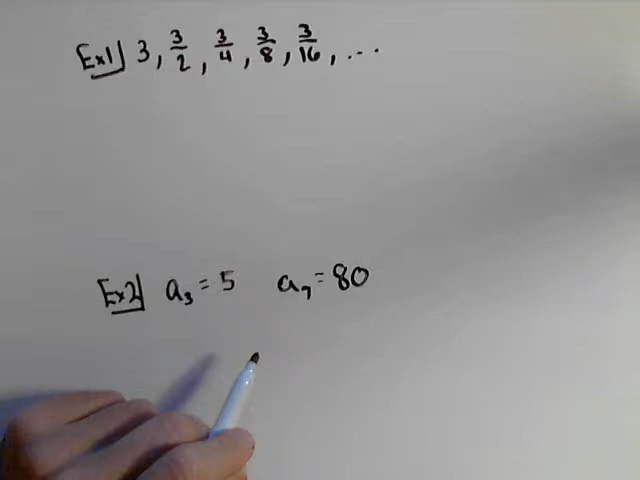 Ex1 3, 3/2, 3/4, 3/8, 3/16, ...
Ex2 a₃ = 5 a₇ = 80